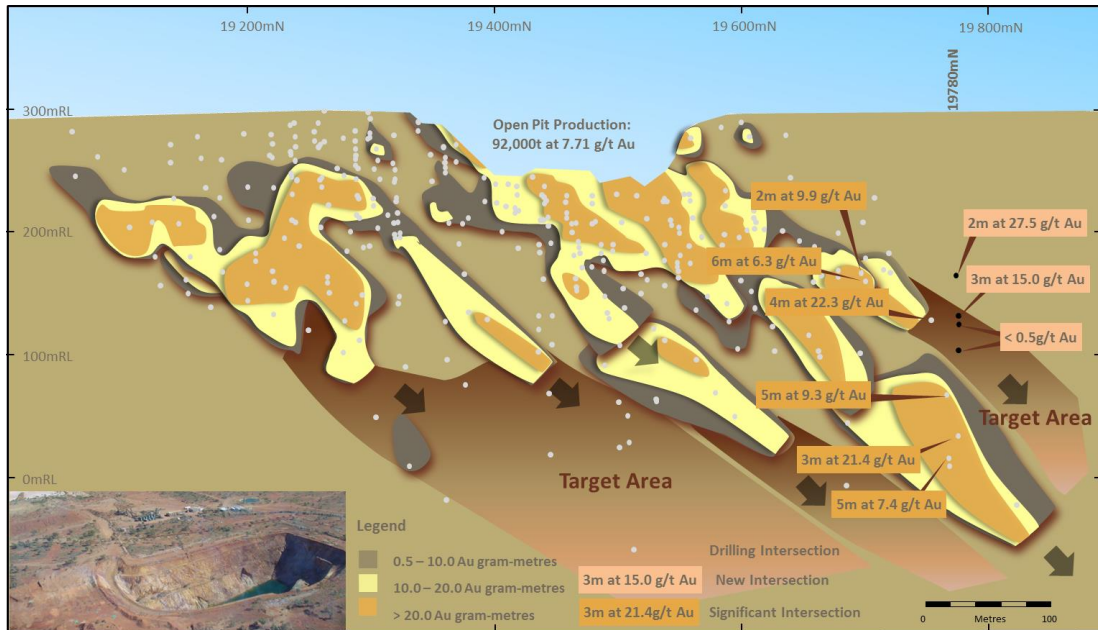 19 200mN
19 400mN
19 600mN
19 800mN
19780mN
300mRL
Open Pit Production:
92,000t at 7.71 g/t Au
2m at 9.9 g/t Au
200mRL
2m at 27.5 g/t Au
6m at 6.3 g/t Au
3m at 15.0 g/t Au
4m at 22.3 g/t Au
< 0.5g/t Au
100mRL
5m at 9.3 g/t Au
Target Area
3m at 21.4 g/t Au
0mRL
Target Area
5m at 7.4 g/t Au
Legend
0.5 – 10.0 Au gram-metres
10.0 – 20.0 Au gram-metres
> 20.0 Au gram-metres
Drilling Intersection
3m at 15.0 g/t Au New Intersection
3m at 21.4g/t Au Significant Intersection
0 Metres 100